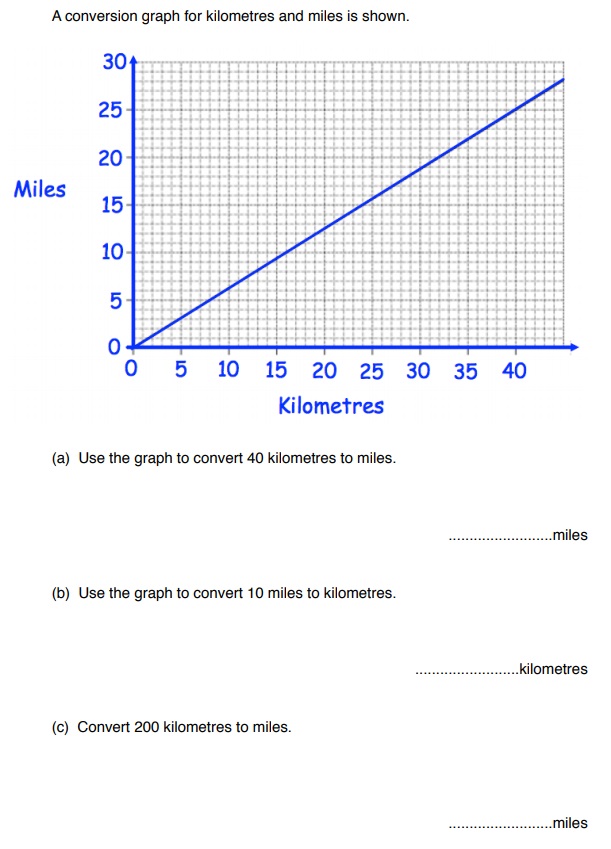 A conversion graph for kilometres and miles is shown.
30
25
20
Miles
15
10
5
0
0 5 10 15 20 25 30 35 40
Kilometres
(a) Use the graph to convert 40 kilometres to miles.
.........................miles
(b) Use the graph to convert 10 miles to kilometres.
.........................kilometres
(c) Convert 200 kilometres to miles.
.........................miles